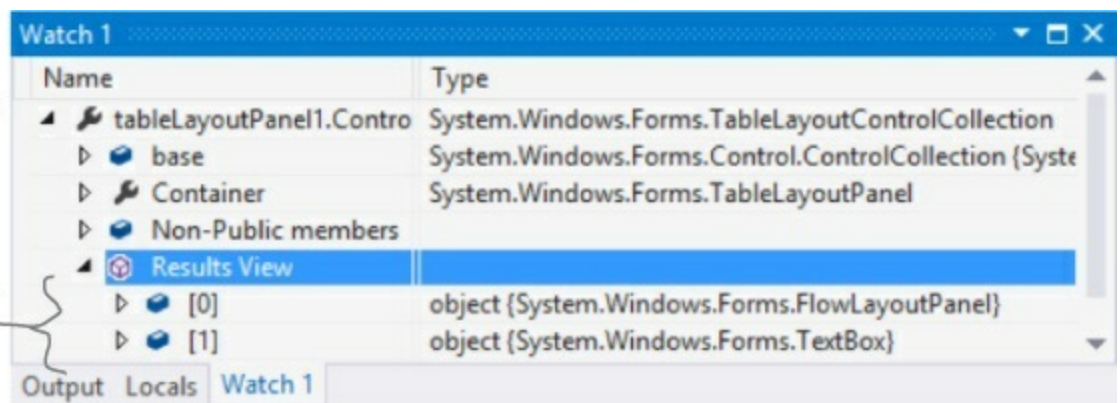 Watch 1
Name Type
tableLayoutPanel1.Contro System.Windows.Forms.TableLayoutControlCollection
base System.Windows.Forms.Control.ControlCollection {Syste
Container System.Windows.Forms.TableLayoutPanel
Non-Public members
Results View
[0] object {System.Windows.Forms.FlowLayoutPanel}
[1] object {System.Windows.Forms.TextBox}
Output Locals Watch 1